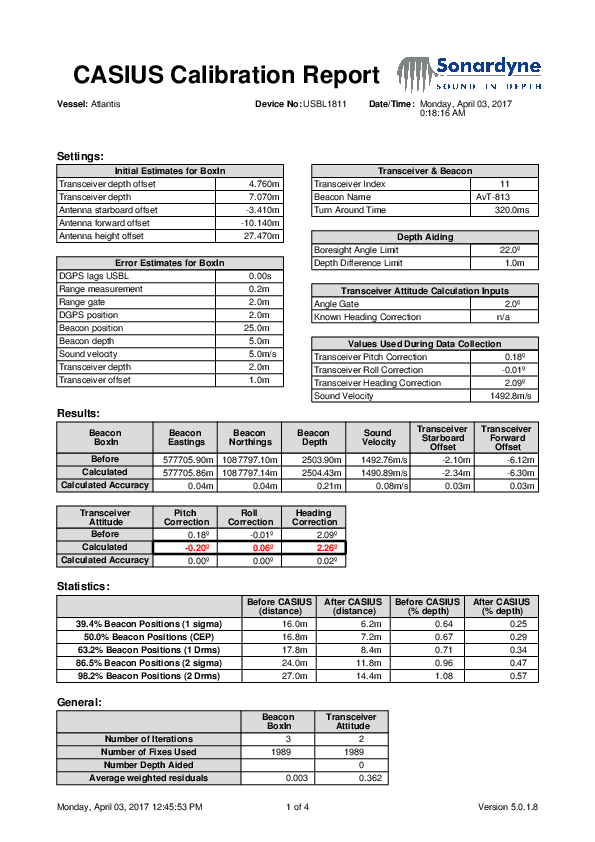 CASIUS Calibration Report
Sonardyne
SOUND IN DEPTH
Vessel: Atlantis Device No: USBL1811 Date/Time: Monday, April 03, 2017
0:18:16 AM
Settings:
Initial Estimates for BoxIn
Transceiver depth offset 4.760m
Transceiver depth 7.070m
Antenna starboard offset -3.410m
Antenna forward offset -10.140m
Antenna height offset 27.470m
Error Estimates for BoxIn
DGPS lags USBL 0.00s
Range measurement 0.2m
Range gate 2.0m
DGPS position 2.0m
Beacon position 25.0m
Beacon depth 5.0m
Sound velocity 5.0m/s
Transceiver depth 2.0m
Transceiver offset 1.0m
Transceiver & Beacon
Transceiver Index 11
Beacon Name AvT-813
Turn Around Time 320.0ms
Depth Aiding
Boresight Angle Limit 22.0º
Depth Difference Limit 1.0m
Transceiver Attitude Calculation Inputs
Angle Gate 2.0º
Known Heading Correction n/a
Values Used During Data Collection
Transceiver Pitch Correction 0.18º
Transceiver Roll Correction -0.01º
Transceiver Heading Correction 2.09º
Sound Velocity 1492.8m/s
Results:
Beacon BoxIn Beacon Eastings Beacon Northings Beacon Depth Sound Velocity Transceiver Starboard Offset Transceiver Forward Offset
Before 577705.90m 1087797.10m 2503.90m 1492.76m/s -2.10m -6.12m
Calculated 577705.86m 1087797.14m 2504.43m 1490.89m/s -2.34m -6.30m
Calculated Accuracy 0.04m 0.04m 0.21m 0.08m/s 0.03m 0.03m
Transceiver Attitude Pitch Correction Roll Correction Heading Correction
Before 0.18º -0.01º 2.09º
Calculated -0.20º 0.06º 2.26º
Calculated Accuracy 0.00º 0.00º 0.02º
Statistics:
Before CASIUS (distance) After CASIUS (distance) Before CASIUS (% depth) After CASIUS (% depth)
39.4% Beacon Positions (1 sigma) 16.0m 6.2m 0.64 0.25
50.0% Beacon Positions (CEP) 16.8m 7.2m 0.67 0.29
63.2% Beacon Positions (1 Drms) 17.8m 8.4m 0.71 0.34
86.5% Beacon Positions (2 sigma) 24.0m 11.8m 0.96 0.47
98.2% Beacon Positions (2 Drms) 27.0m 14.4m 1.08 0.57
General:
Beacon BoxIn Transceiver Attitude
Number of Iterations 3 2
Number of Fixes Used 1989 1989
Number Depth Aided 0
Average weighted residuals 0.003 0.362
Monday, April 03, 2017 12:45:53 PM 1 of 4 Version 5.0.1.8